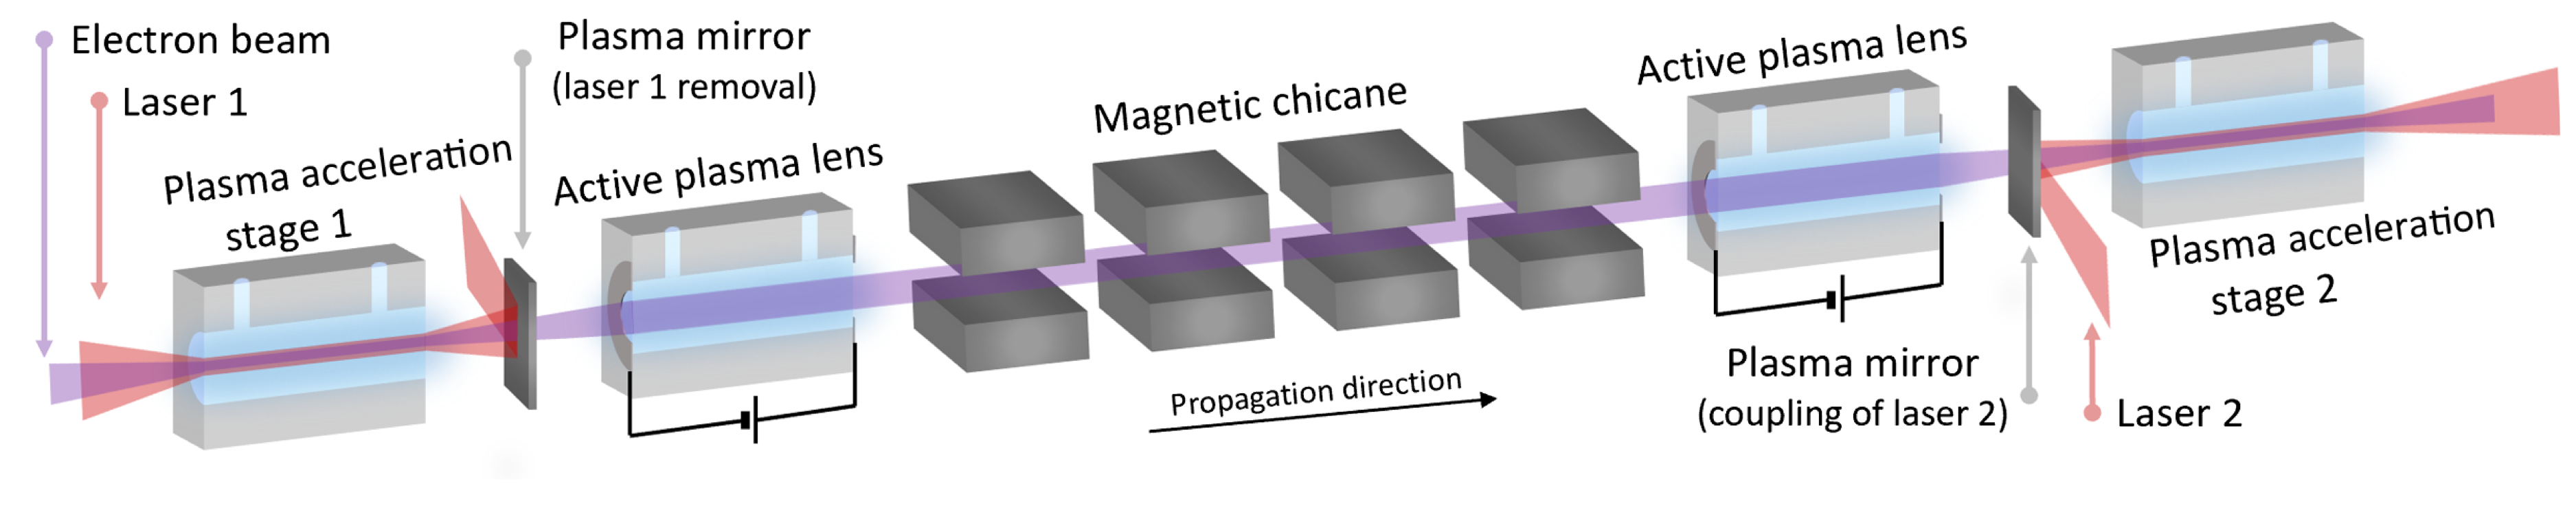 Electron beam
Laser 1
Plasma acceleration
stage 1
Plasma mirror
(laser 1 removal)
Active plasma lens
Magnetic chicane
Propagation direction
Active plasma lens
Plasma mirror
(coupling of laser 2)
Laser 2
Plasma acceleration
stage 2